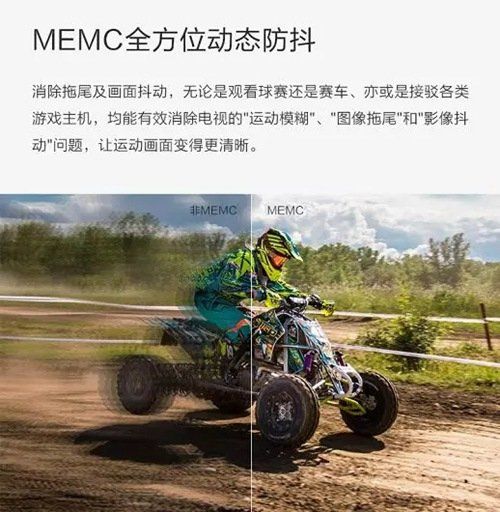 MEMC全方位动态防抖
消除拖尾及画面抖动，无论是观看球赛还是赛车、亦或是接驳各类
游戏主机，均能有效消除电视的"运动模糊"、"图像拖尾"和"影像抖
动"问题，让运动画面变得更清晰。
非MEMC
MEMC